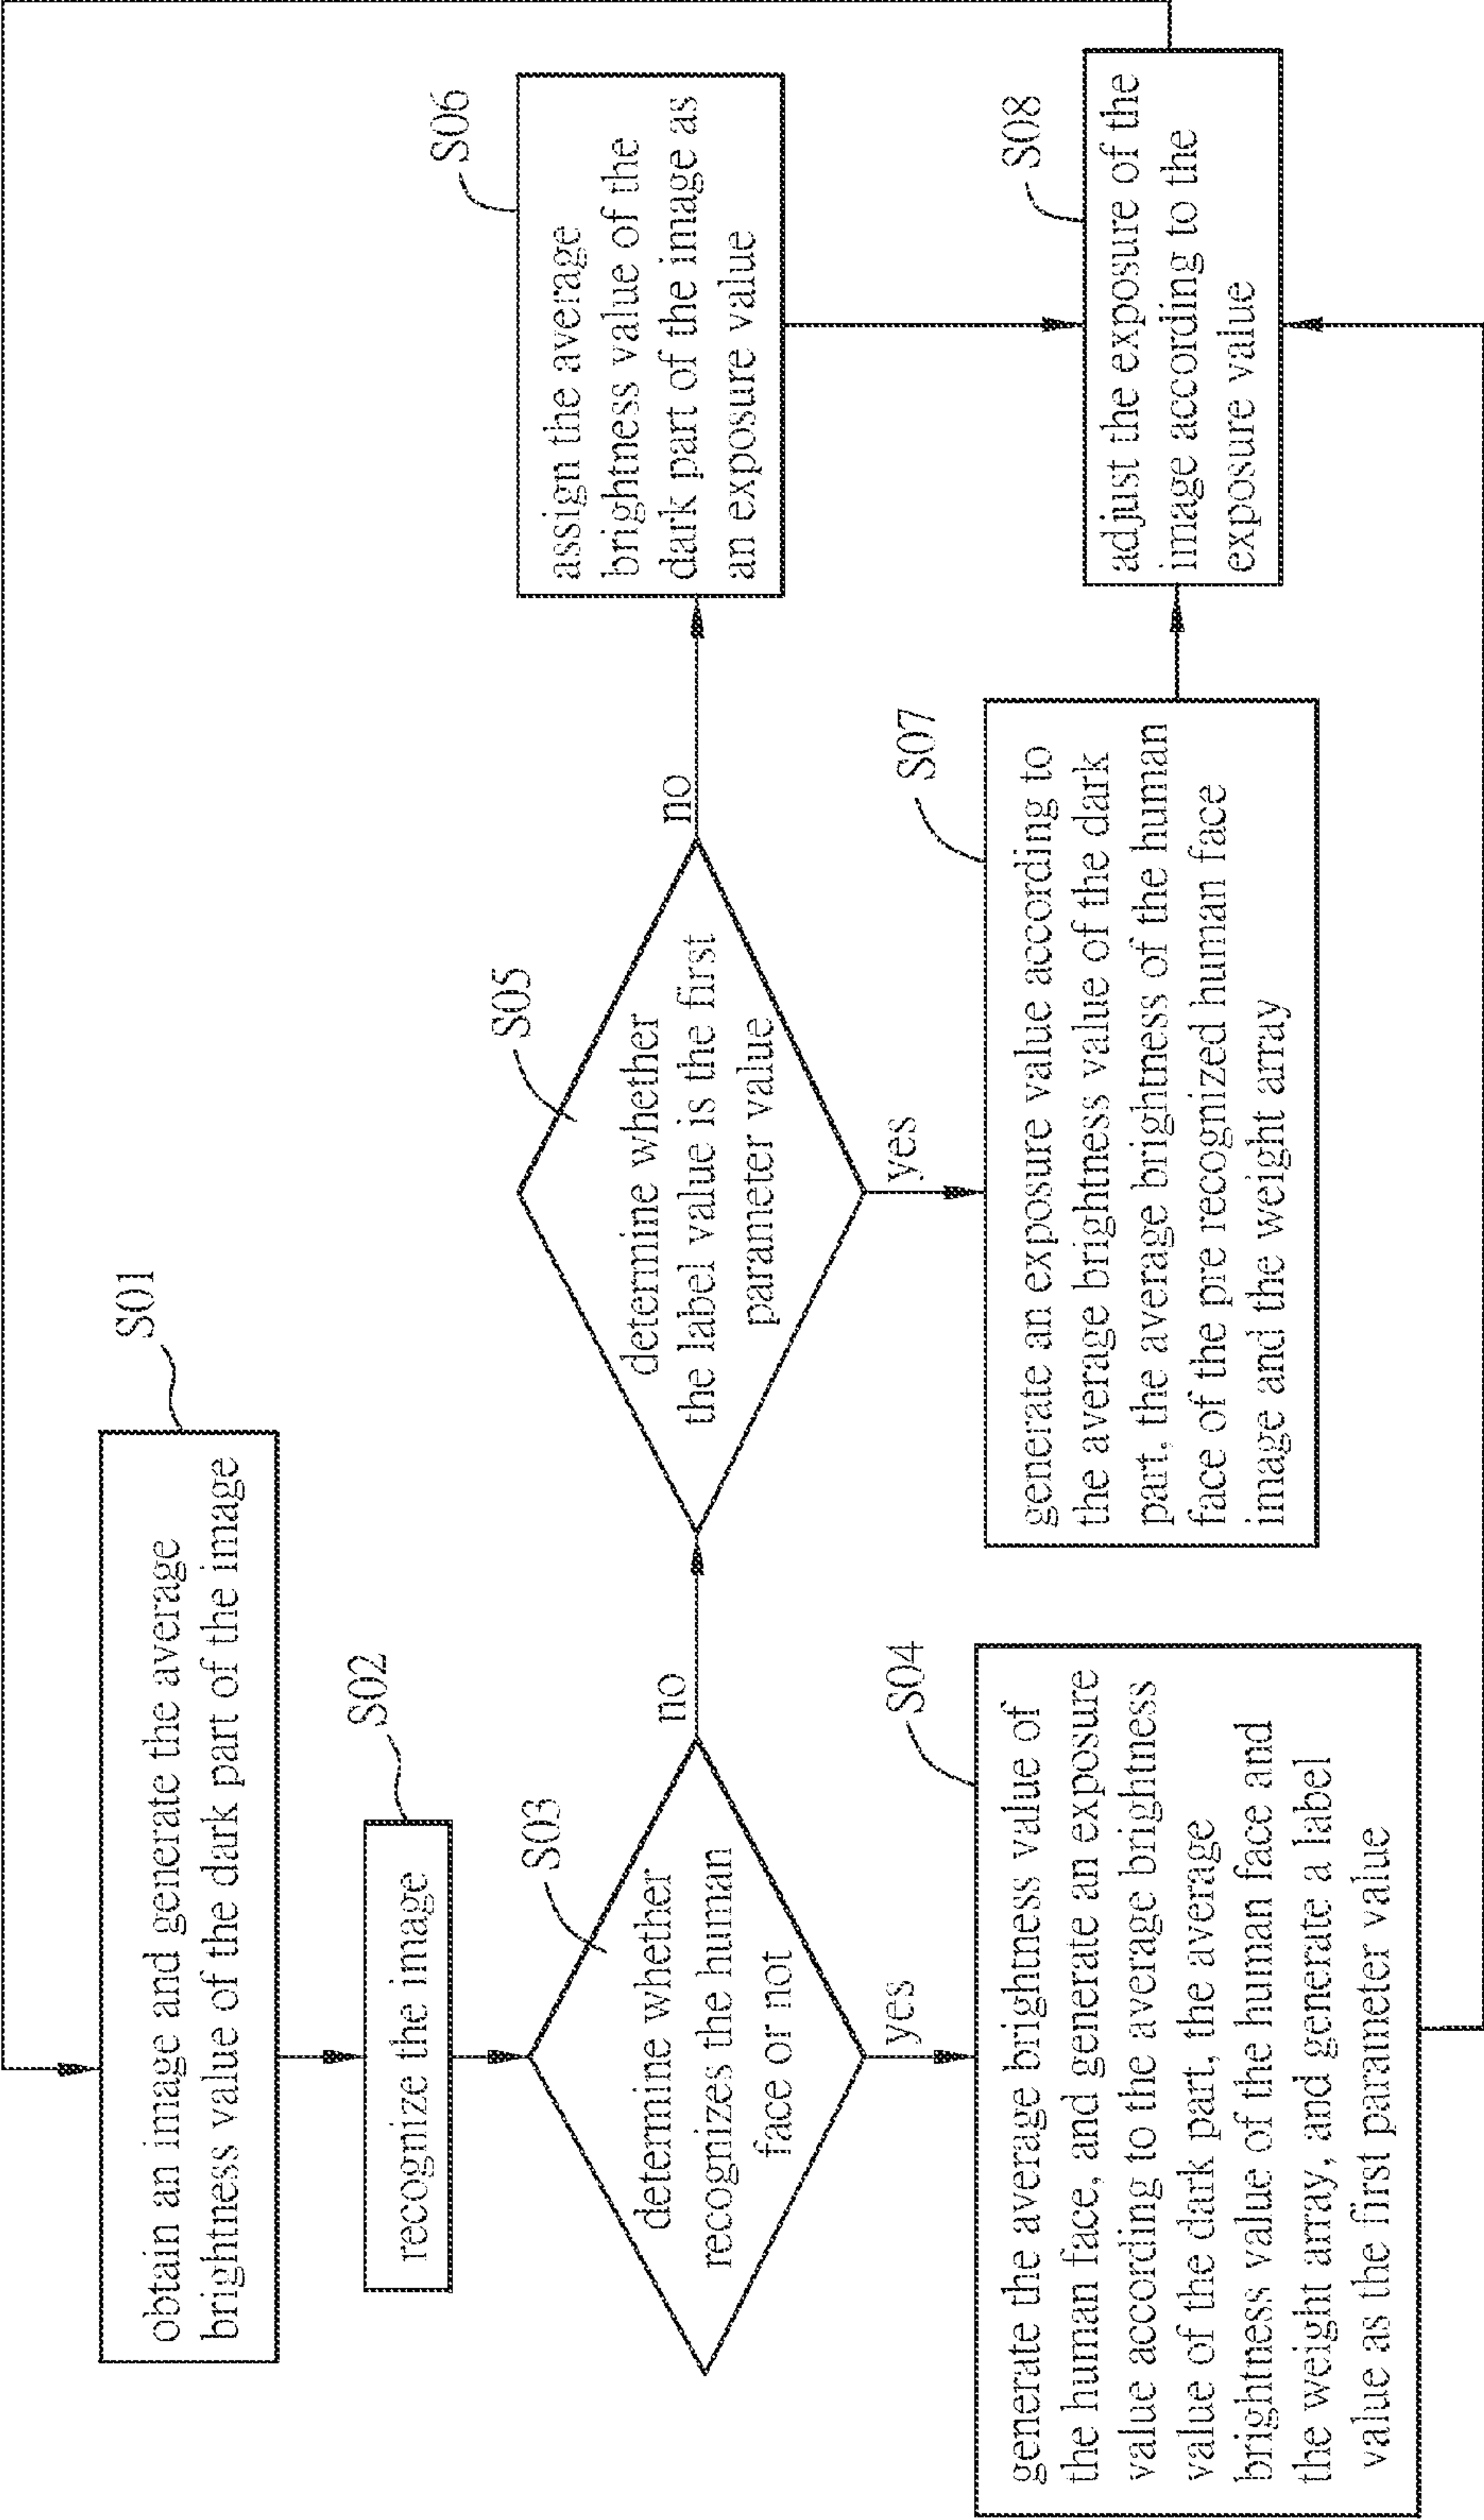 S01
obtain an image and generate the average
brightness value of the dark part of the image
S02
recognize the image
S03
determine whether
recognizes the human
face or not
no
yes
S04
generate the average brightness value of
the human face, and generate an exposure
value according to the average brightness
value of the dark part, the average
brightness value of the human face and
the weight array, and generate a label
value as the first parameter value
S05
determine whether
the label value is the first
parameter value
no
yes
S06
assign the average
brightness value of the
dark part of the image as
an exposure value
S07
generate an exposure value according to
the average brightness value of the dark
part, the average brightness of the human
face of the pre recognized human face
image and the weight array
S08
adjust the exposure of the
image according to the
exposure value